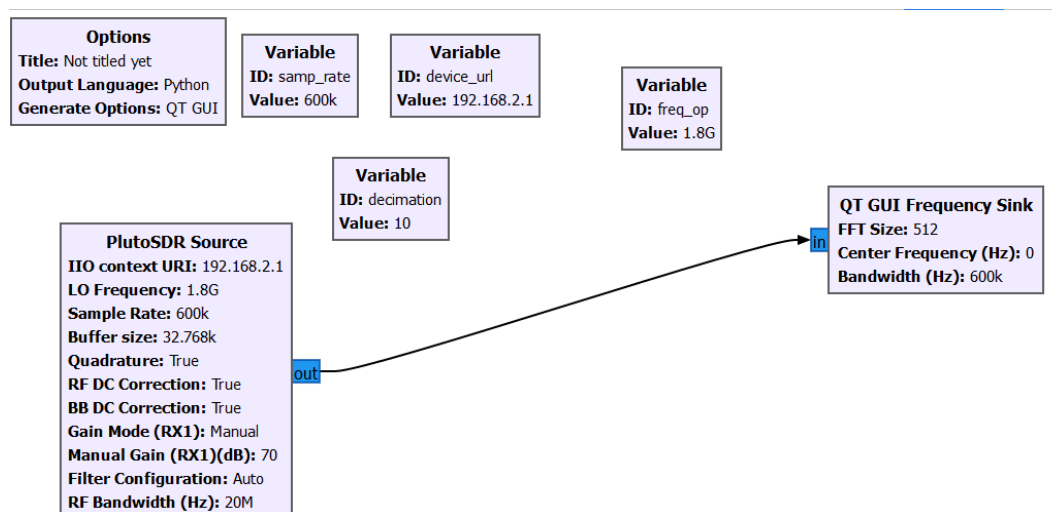 Options
Title: Not titled yet
Output Language: Python
Generate Options: QT GUI
Variable
ID: samp_rate
Value: 600k
Variable
ID: device_url
Value: 192.168.2.1
Variable
ID: freq_op
Value: 1.8G
Variable
ID: decimation
Value: 10
PlutoSDR Source
IIO context URI: 192.168.2.1
LO Frequency: 1.8G
Sample Rate: 600k
Buffer size: 32.768k
Quadrature: True
RF DC Correction: True
BB DC Correction: True
Gain Mode (RX1): Manual
Manual Gain (RX1)(dB): 70
Filter Configuration: Auto
RF Bandwidth (Hz): 20M
out
QT GUI Frequency Sink
FFT Size: 512
Center Frequency (Hz): 0
Bandwidth (Hz): 600k
in